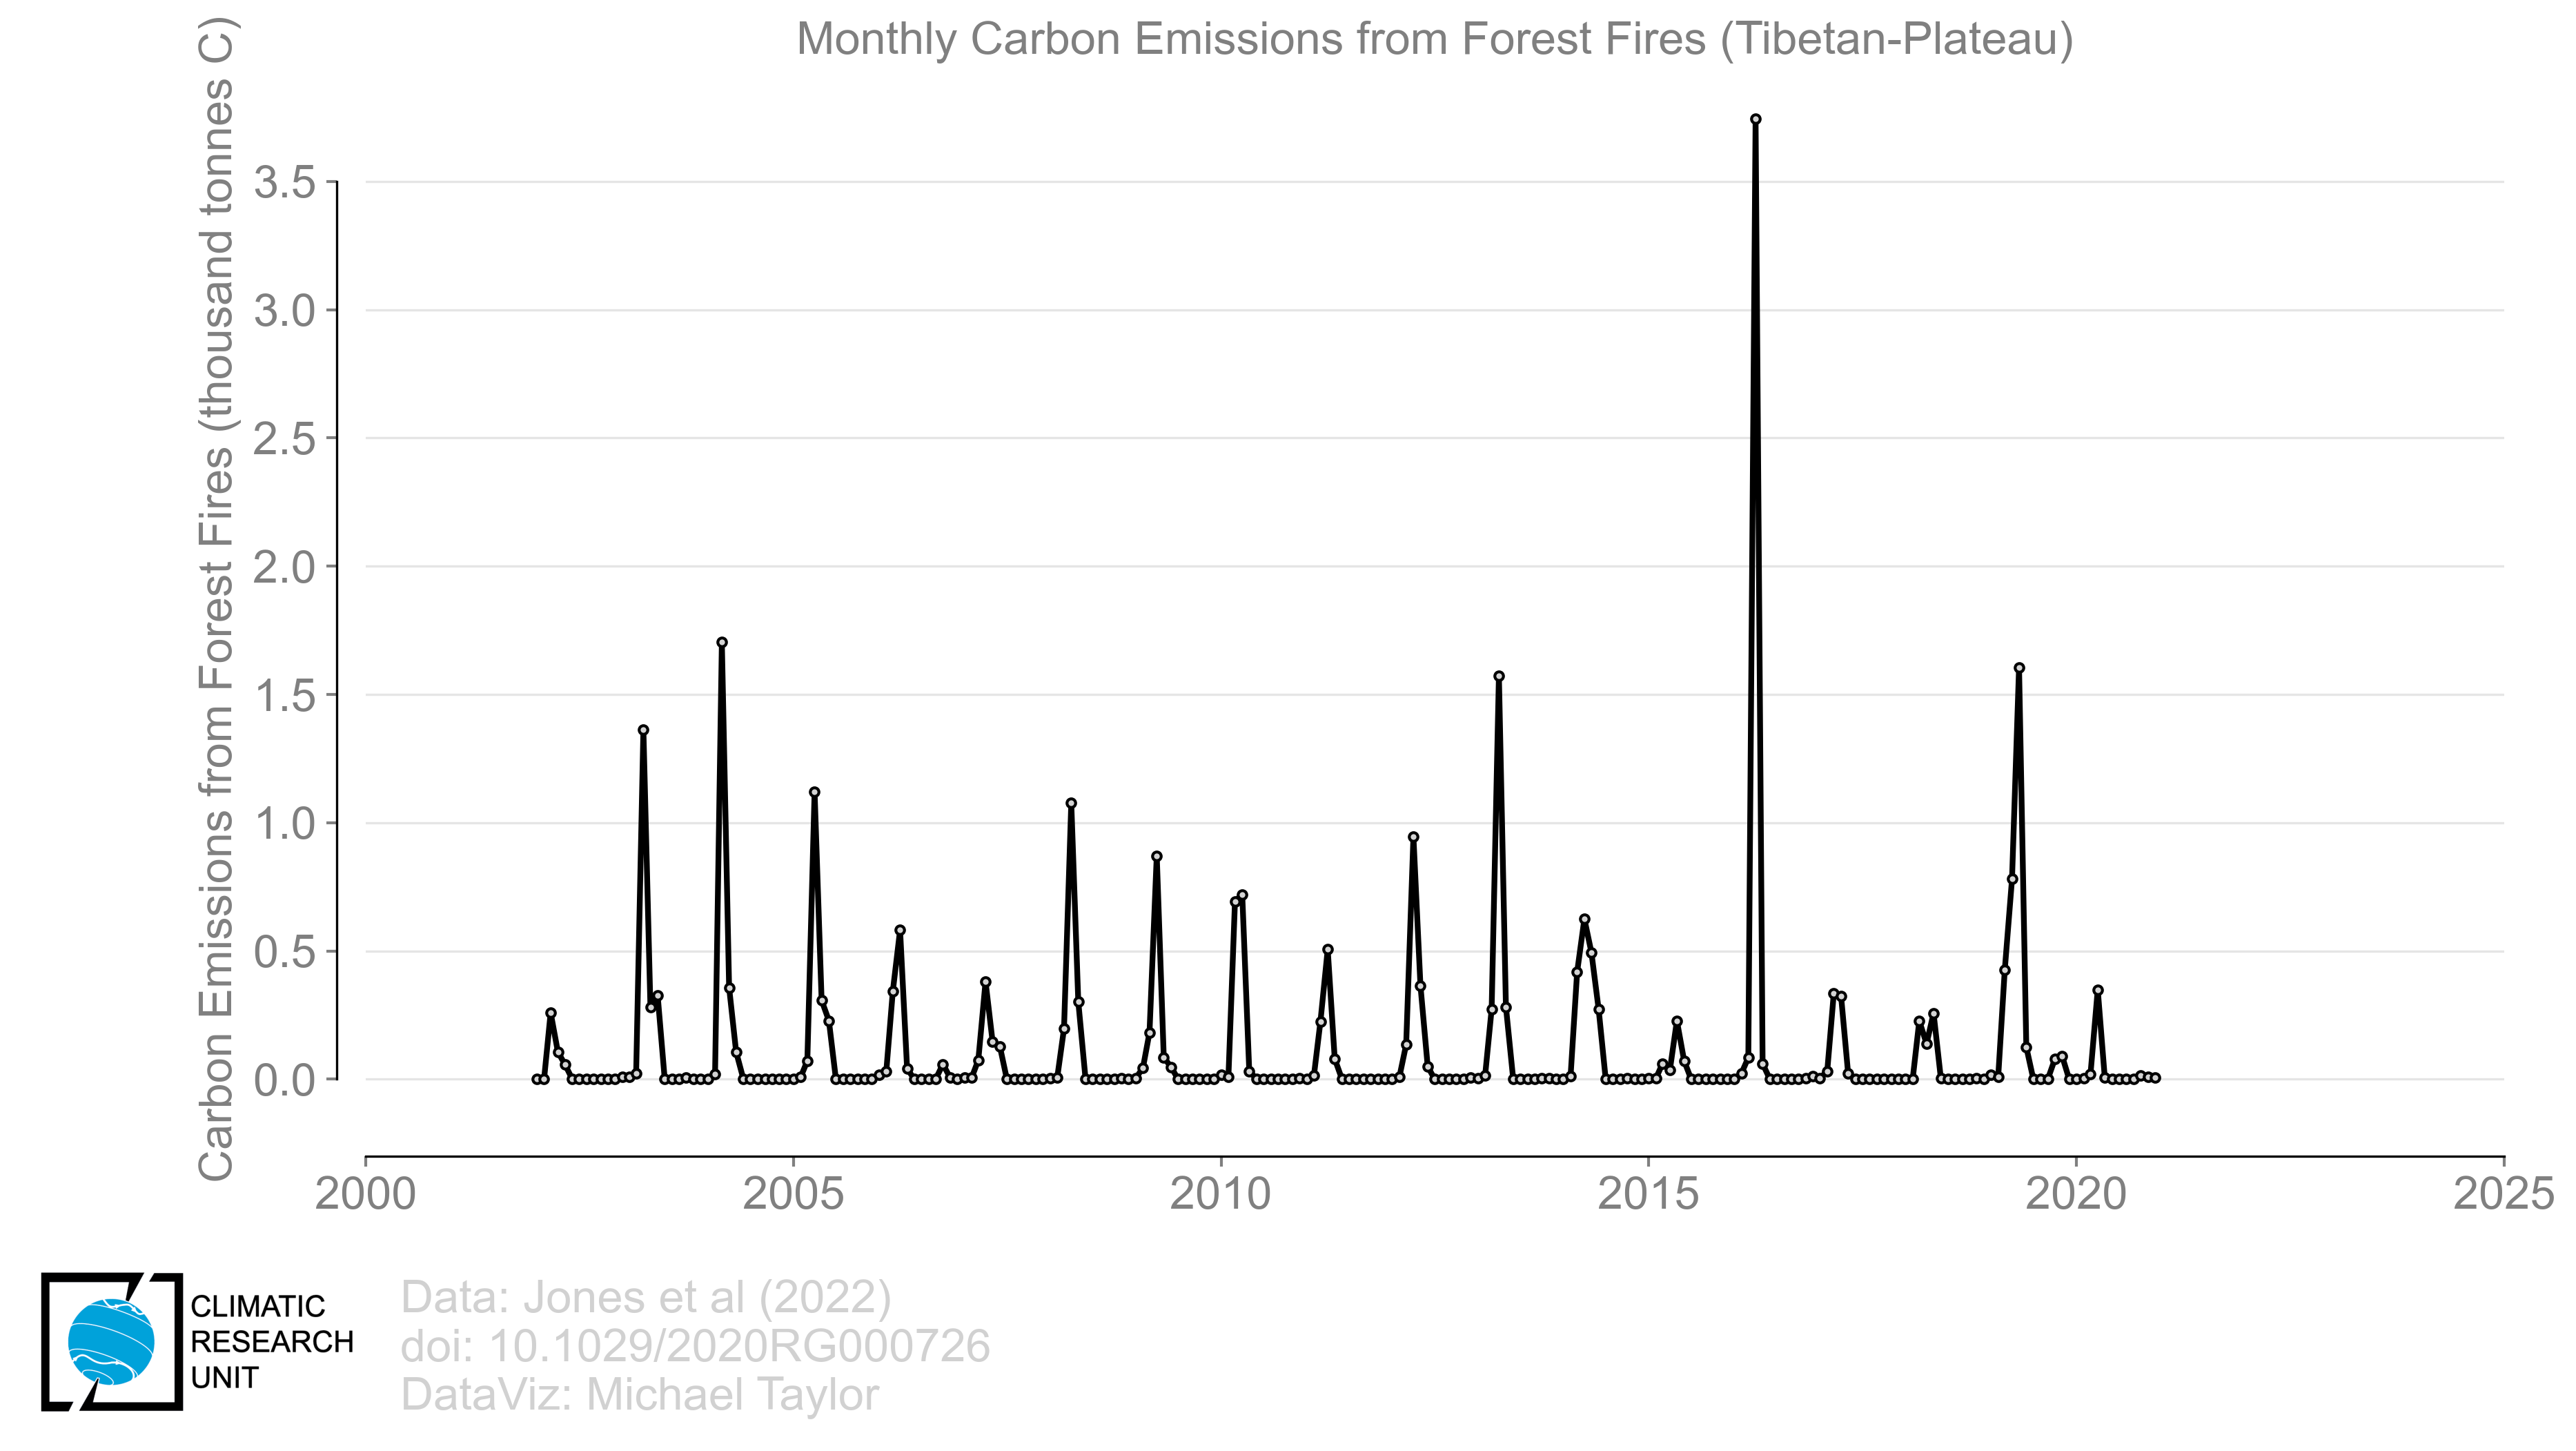 Monthly Carbon Emissions from Forest Fires (Tibetan-Plateau)
Carbon Emissions from Forest Fires (thousand tonnes C)
3.5
3.0
2.5
2.0
1.5
1.0
0.5
0.0
2000 2005 2010 2015 2020 2025
CLIMATIC
RESEARCH
UNIT
Data: Jones et al (2022)
doi: 10.1029/2020RG000726
DataViz: Michael Taylor